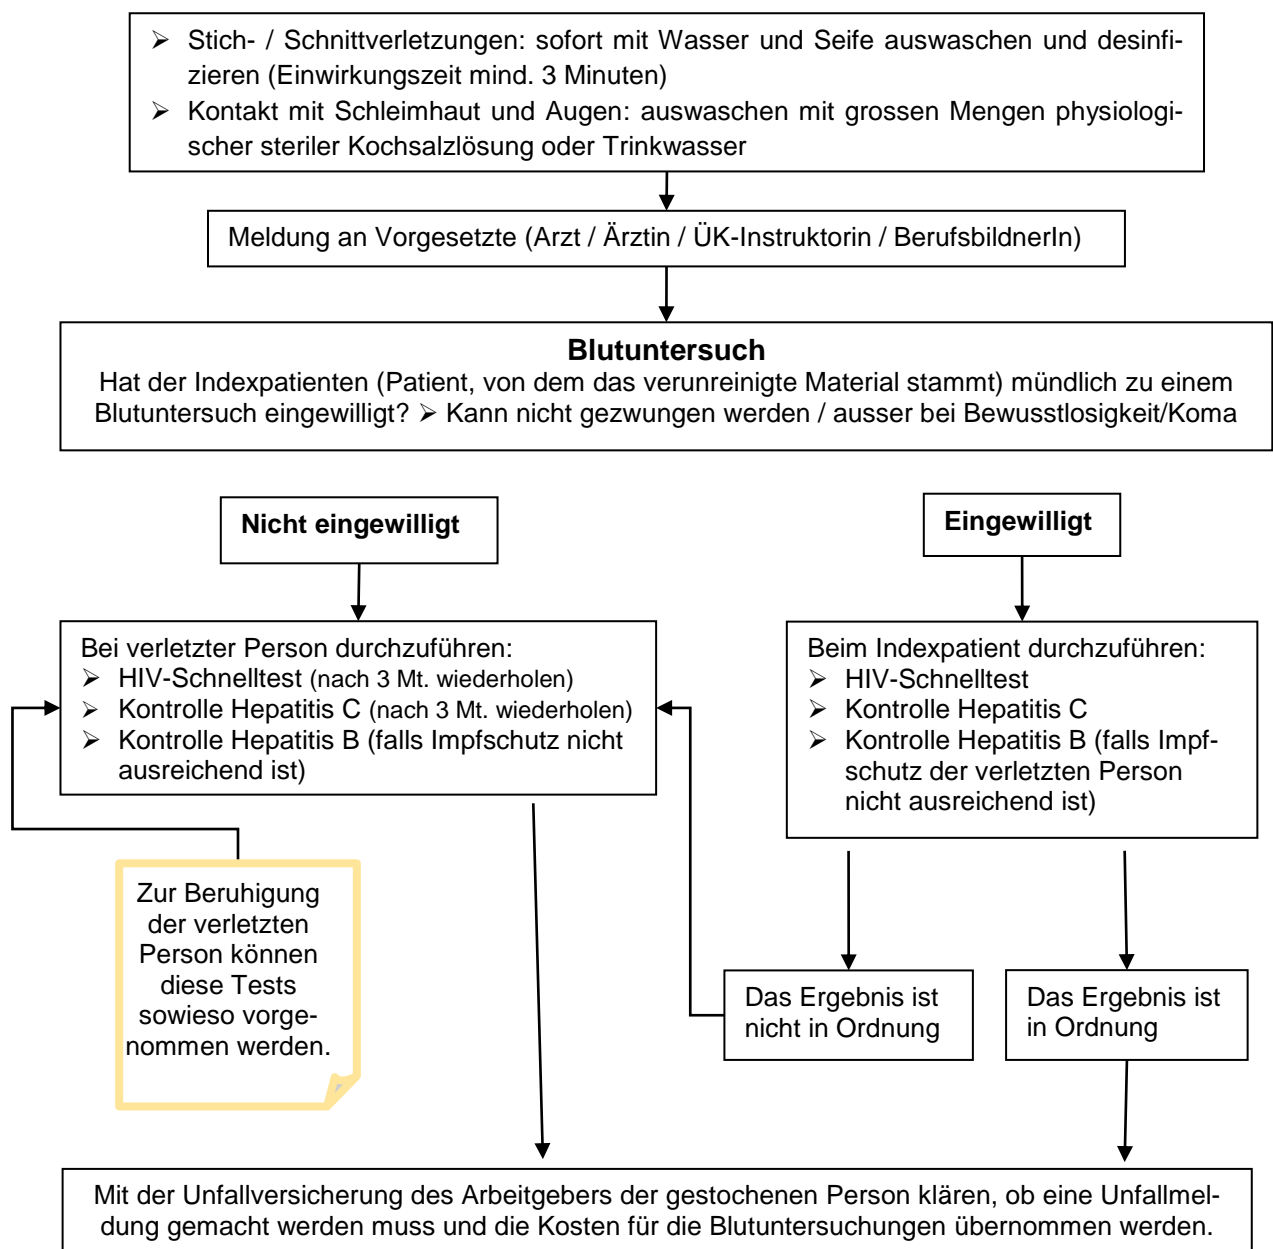 ➢ Stich- / Schnittverletzungen: sofort mit Wasser und Seife auswaschen und desinfi-
zieren (Einwirkungszeit mind. 3 Minuten)
➢ Kontakt mit Schleimhaut und Augen: auswaschen mit grossen Mengen physiologi-
scher steriler Kochsalzlösung oder Trinkwasser
Meldung an Vorgesetzte (Arzt / Ärztin / ÜK-Instruktorin / BerufsbildnerIn)
Blutuntersuch
Hat der Indexpatienten (Patient, von dem das verunreinigte Material stammt) mündlich zu einem
Blutuntersuch eingewilligt? ➢ Kann nicht gezwungen werden / ausser bei Bewusstlosigkeit/Koma
Nicht eingewilligt
Eingewilligt
Bei verletzter Person durchzuführen:
➢ HIV-Schnelltest (nach 3 Mt. wiederholen)
➢ Kontrolle Hepatitis C (nach 3 Mt. wiederholen)
➢ Kontrolle Hepatitis B (falls Impfschutz nicht
ausreichend ist)
Beim Indexpatient durchzuführen:
➢ HIV-Schnelltest
➢ Kontrolle Hepatitis C
➢ Kontrolle Hepatitis B (falls Impf-
schutz der verletzten Person
nicht ausreichend ist)
Zur Beruhigung
der verletzten
Person können
diese Tests
sowieso vorge-
nommen werden.
Das Ergebnis ist
nicht in Ordnung
Das Ergebnis ist
in Ordnung
Mit der Unfallversicherung des Arbeitgebers der gestochenen Person klären, ob eine Unfallmel-
dung gemacht werden muss und die Kosten für die Blutuntersuchungen übernommen werden.